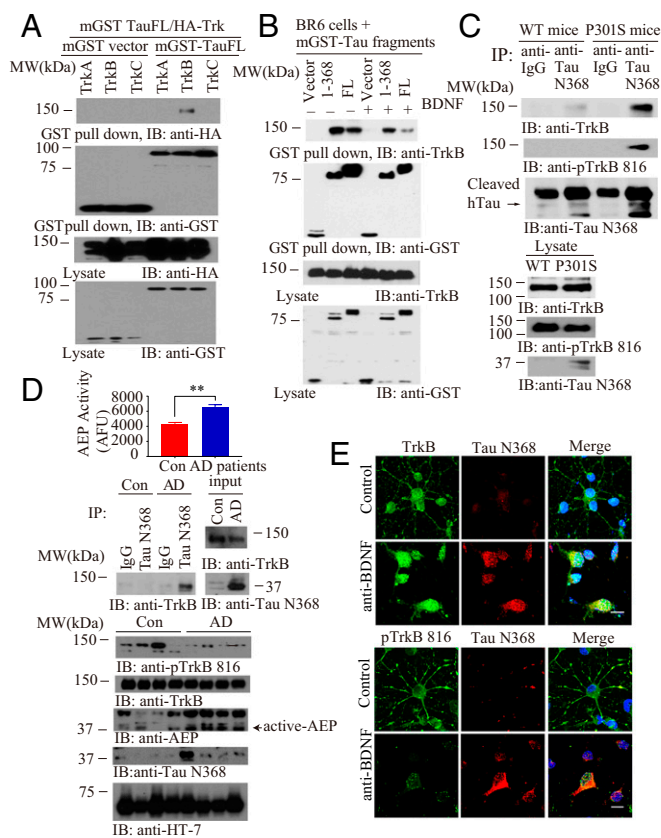 A
mGST TauFL/HA-Trk
mGST vector mGST-TauFL
MW(kDa)
TrkA TrkB TrkC TrkA TrkB TrkC
150
GST pull down, IB: anti-HA
100
75
GST pull down, IB: anti-GST
150
Lysate IB: anti-HA
100
75
Lysate IB: anti-GST
B
BR6 cells +
mGST-Tau fragments
MW(kDa)
Vector 1-368 FL Vector 1-368 FL
− − − + + + BDNF
150
GST pull down, IB: anti-TrkB
75
GST pull down, IB: anti-GST
150
Lysate IB:anti-TrkB
75
Lysate IB: anti-GST
C
WT mice P301S mice
IP: anti-IgG anti-Tau N368 anti-IgG anti-Tau N368
MW(kDa)
150
IB: anti-TrkB
150
IB: anti-pTrkB 816
Cleaved
hTau
IB:anti-Tau N368
Lysate
WT P301S
150
100
IB: anti-TrkB
150
100
IB: anti-pTrkB 816
37
IB:anti-Tau N368
D
**
AEP Activity
(AFU)
8000
6000
4000
2000
0
Con AD patients
input
Con AD
Con AD
IP:
IgG Tau N368 IgG Tau N368
150
IB: anti-TrkB
MW(kDa)
150
37
IB: anti-TrkB IB: anti-Tau N368
MW(kDa) Con AD
150
IB: anti-pTrkB 816
150
IB: anti-TrkB
37
active-AEP
IB: anti-AEP
37
IB:anti-Tau N368
75
IB: anti-HT-7
E
TrkB Tau N368 Merge
Control
anti-BDNF
pTrkB 816 Tau N368 Merge
Control
anti-BDNF